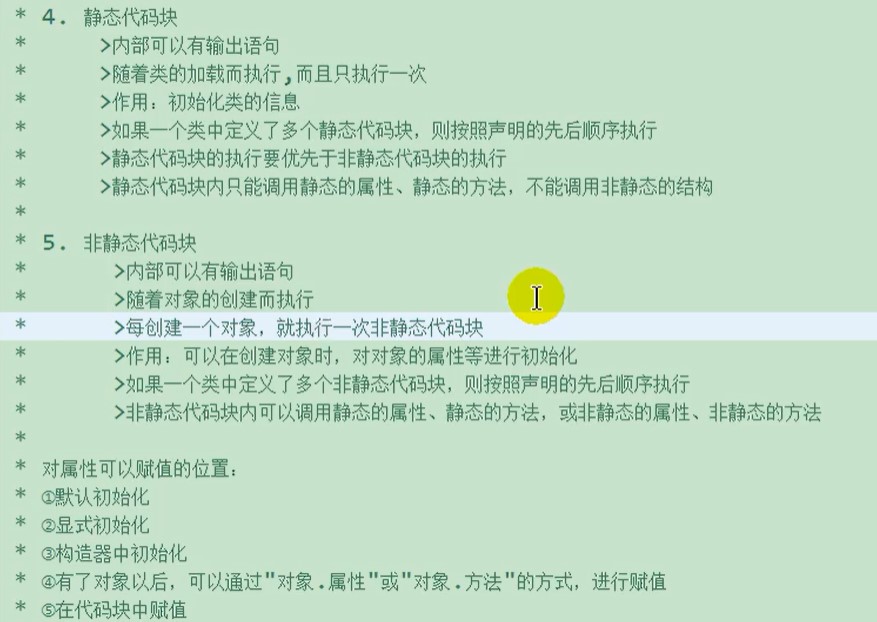 * 4. 静态代码块
* >内部可以有输出语句
* >随着类的加载而执行,而且只执行一次
* >作用：初始化类的信息
* >如果一个类中定义了多个静态代码块，则按照声明的先后顺序执行
* >静态代码块的执行要优先于非静态代码块的执行
* >静态代码块内只能调用静态的属性、静态的方法，不能调用非静态的结构
*
* 5. 非静态代码块
* >内部可以有输出语句
* >随着对象的创建而执行
* >每创建一个对象，就执行一次非静态代码块
* >作用：可以在创建对象时，对对象的属性等进行初始化
* >如果一个类中定义了多个非静态代码块，则按照声明的先后顺序执行
* >非静态代码块内可以调用静态的属性、静态的方法，或非静态的属性、非静态的方法
*
* 对属性可以赋值的位置：
* ①默认初始化
* ②显式初始化
* ③构造器中初始化
* ④有了对象以后，可以通过"对象.属性"或"对象.方法"的方式，进行赋值
* ⑤在代码块中赋值